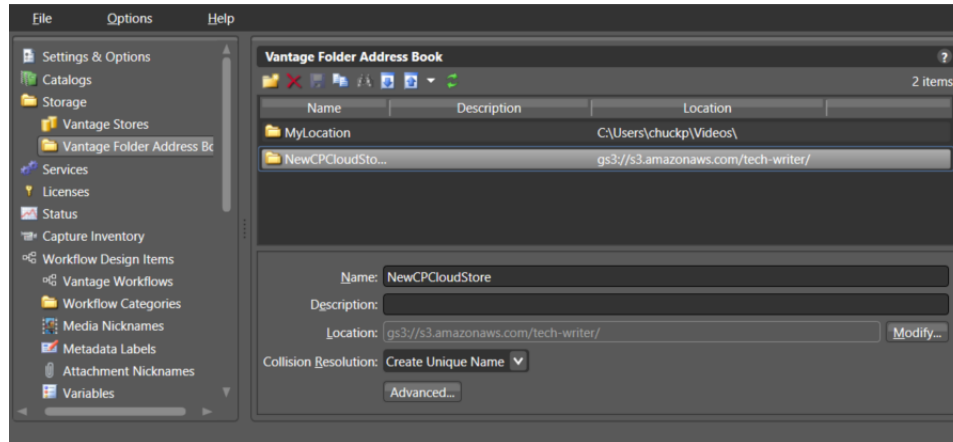 File Options Help
Settings & Options
Catalogs
Storage
Vantage Stores
Vantage Folder Address Bo
Services
Licenses
Status
Capture Inventory
Workflow Design Items
Vantage Workflows
Workflow Categories
Media Nicknames
Metadata Labels
Attachment Nicknames
Variables
Vantage Folder Address Book ?
2 items
Name Description Location
MyLocation C:\Users\chuckp\Videos\
NewCPCloudSto... gs3://s3.amazonaws.com/tech-writer/
Name: NewCPCloudStore
Description:
Location: gs3://s3.amazonaws.com/tech-writer/ Modify...
Collision Resolution: Create Unique Name
Advanced...